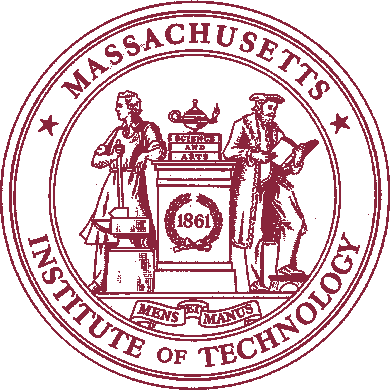 MASSACHUSETTS
SCIENCE
AND
ARTS
1861
MENS ET MANUS
INSTITUTE OF TECHNOLOGY